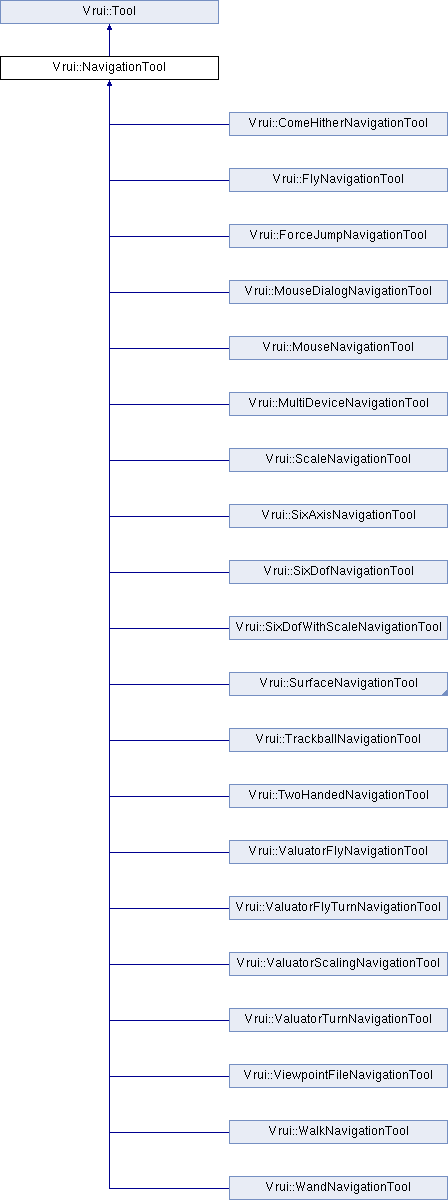 Vrui::Tool
Vrui::NavigationTool
Vrui::ComeHitherNavigationTool
Vrui::FlyNavigationTool
Vrui::ForceJumpNavigationTool
Vrui::MouseDialogNavigationTool
Vrui::MouseNavigationTool
Vrui::MultiDeviceNavigationTool
Vrui::ScaleNavigationTool
Vrui::SixAxisNavigationTool
Vrui::SixDofNavigationTool
Vrui::SixDofWithScaleNavigationTool
Vrui::SurfaceNavigationTool
Vrui::TrackballNavigationTool
Vrui::TwoHandedNavigationTool
Vrui::ValuatorFlyNavigationTool
Vrui::ValuatorFlyTurnNavigationTool
Vrui::ValuatorScalingNavigationTool
Vrui::ValuatorTurnNavigationTool
Vrui::ViewpointFileNavigationTool
Vrui::WalkNavigationTool
Vrui::WandNavigationTool